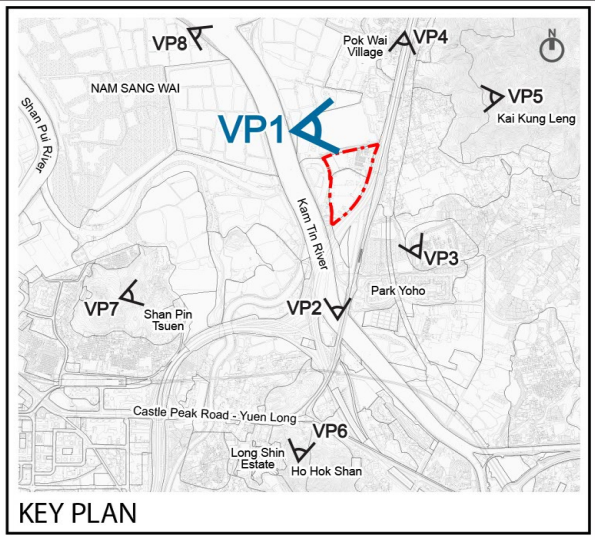 VP8
Pok Wai
Village
VP4
N
NAM SANG WAI
VP5
Kai Kung Leng
Shan Pui River
VP1
Kam Tin River
VP3
Park Yoho
VP7
Shan Pin
Tsuen
VP2
Castle Peak Road - Yuen Long
VP6
Long Shin
Estate
Ho Hok Shan
KEY PLAN